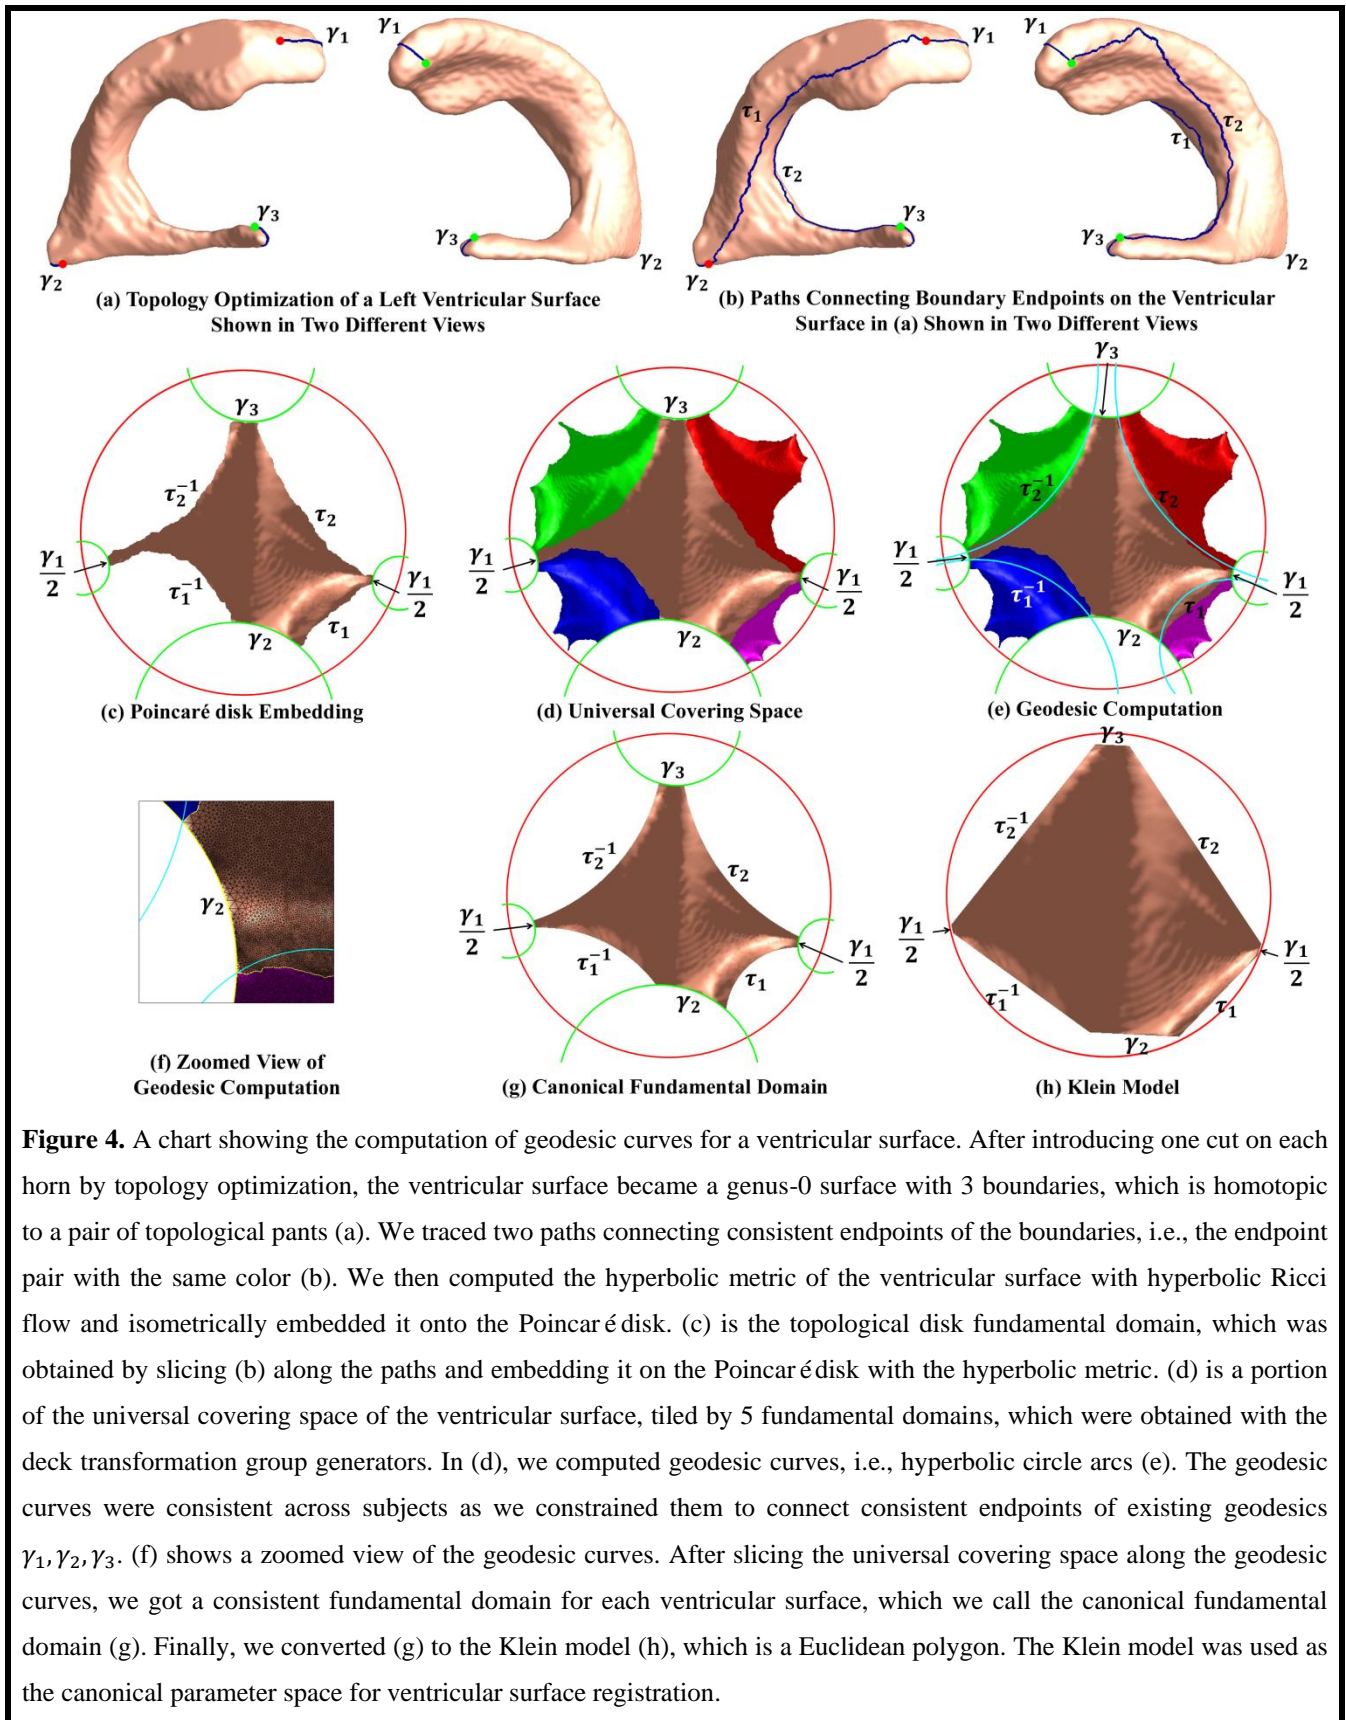 γ₁ γ₁ γ₁ γ₁
τ₁ τ₂
τ₁
τ₂
γ₃ γ₃ γ₃ γ₃
γ₂ γ₂ γ₂ γ₂
(a) Topology Optimization of a Left Ventricular Surface
Shown in Two Different Views
(b) Paths Connecting Boundary Endpoints on the Ventricular
Surface in (a) Shown in Two Different Views
γ₃
τ₂⁻¹ τ₂
γ₁/2 γ₁/2
τ₁⁻¹ τ₁
γ₂
(c) Poincaré disk Embedding
γ₃
γ₁/2 γ₁/2
γ₂
(d) Universal Covering Space
γ₃
τ₂⁻¹ τ₂
γ₁/2 γ₁/2
τ₁⁻¹ τ₁
γ₂
(e) Geodesic Computation
γ₂
(f) Zoomed View of
Geodesic Computation
γ₃
τ₂⁻¹ τ₂
γ₁/2 γ₁/2
τ₁⁻¹ τ₁
γ₂
(g) Canonical Fundamental Domain
γ₃
τ₂⁻¹ τ₂
γ₁/2 γ₁/2
τ₁⁻¹ τ₁
γ₂
(h) Klein Model
Figure 4. A chart showing the computation of geodesic curves for a ventricular surface. After introducing one cut on each
horn by topology optimization, the ventricular surface became a genus-0 surface with 3 boundaries, which is homotopic
to a pair of topological pants (a). We traced two paths connecting consistent endpoints of the boundaries, i.e., the endpoint
pair with the same color (b). We then computed the hyperbolic metric of the ventricular surface with hyperbolic Ricci
flow and isometrically embedded it onto the Poincaré disk. (c) is the topological disk fundamental domain, which was
obtained by slicing (b) along the paths and embedding it on the Poincaré disk with the hyperbolic metric. (d) is a portion
of the universal covering space of the ventricular surface, tiled by 5 fundamental domains, which were obtained with the
deck transformation group generators. In (d), we computed geodesic curves, i.e., hyperbolic circle arcs (e). The geodesic
curves were consistent across subjects as we constrained them to connect consistent endpoints of existing geodesics
γ₁, γ₂, γ₃. (f) shows a zoomed view of the geodesic curves. After slicing the universal covering space along the geodesic
curves, we got a consistent fundamental domain for each ventricular surface, which we call the canonical fundamental
domain (g). Finally, we converted (g) to the Klein model (h), which is a Euclidean polygon. The Klein model was used as
the canonical parameter space for ventricular surface registration.